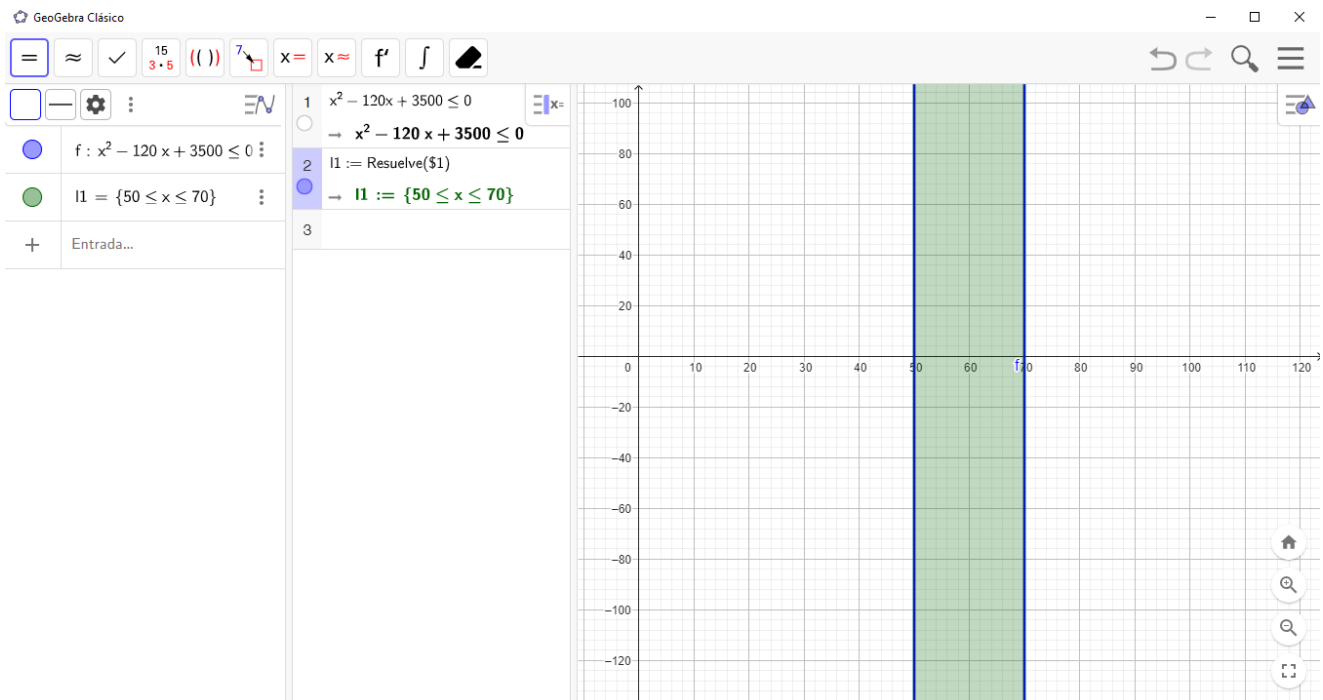 GeoGebra Clásico
= ≈ ✓ 15 3·5 (( )) 7 x= x≈ f′ ∫
f : x² − 120 x + 3500 ≤ 0
l1 = {50 ≤ x ≤ 70}
+ Entrada...
1 x² − 120x + 3500 ≤ 0
x=
→ x² − 120 x + 3500 ≤ 0
2 l1 := Resuelve($1)
→ l1 := {50 ≤ x ≤ 70}
3
100
80
60
40
20
0 10 20 30 40 50 60 f 70 80 90 100 110 120
−20
−40
−60
−80
−100
−120